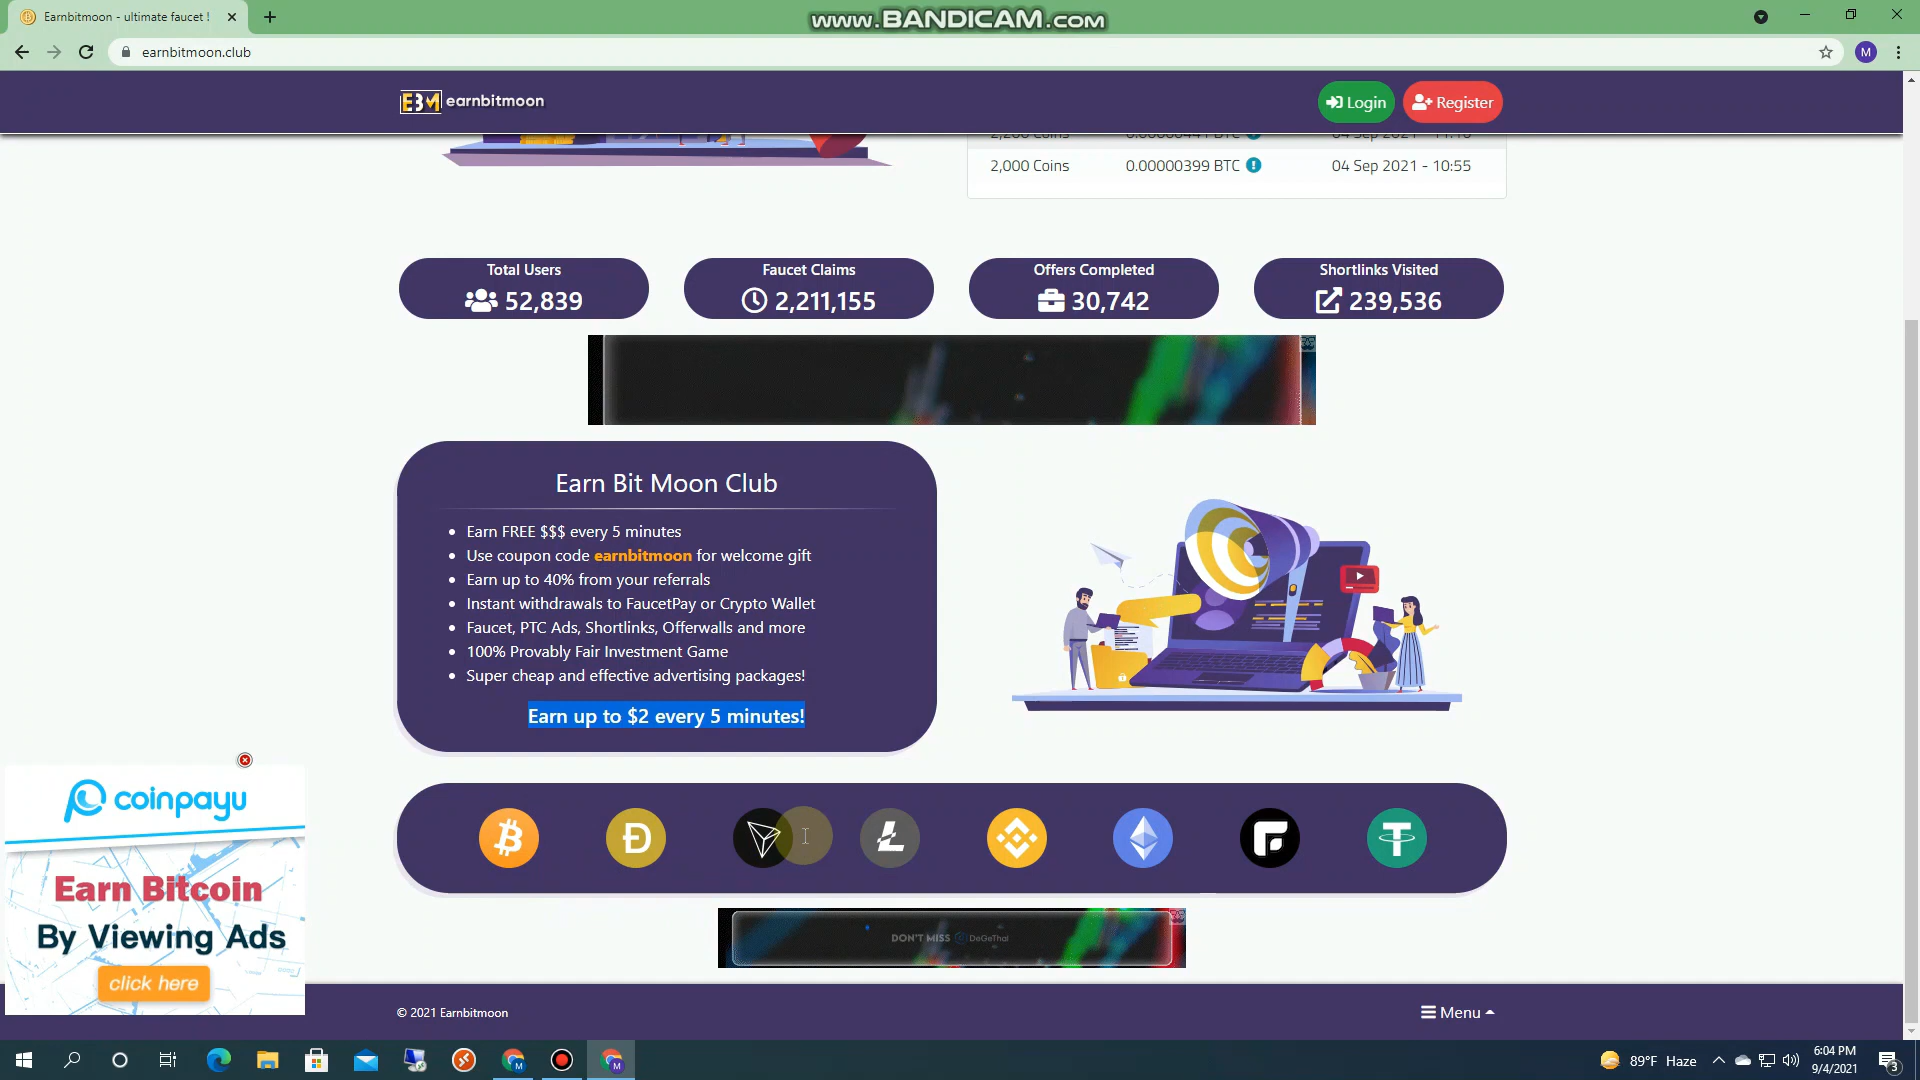 Earnbitmoon - ultimate faucet !
www.BANDICAM.com
earnbitmoon.club
M
EBM earnbitmoon
Login
Register
2,000 Coins 0.00000399 BTC 04 Sep 2021 - 10:55
Total Users
52,839
Faucet Claims
2,211,155
Offers Completed
30,742
Shortlinks Visited
239,536
Earn Bit Moon Club
Earn FREE $$$ every 5 minutes
Use coupon code earnbitmoon for welcome gift
Earn up to 40% from your referrals
Instant withdrawals to FaucetPay or Crypto Wallet
Faucet, PTC Ads, Shortlinks, Offerwalls and more
100% Provably Fair Investment Game
Super cheap and effective advertising packages!
Earn up to $2 every 5 minutes!
coinpayu
Earn Bitcoin
By Viewing Ads
click here
DON'T MISS DeGeThal
© 2021 Earnbitmoon
Menu
89°F Haze
6:04 PM
9/4/2021
3